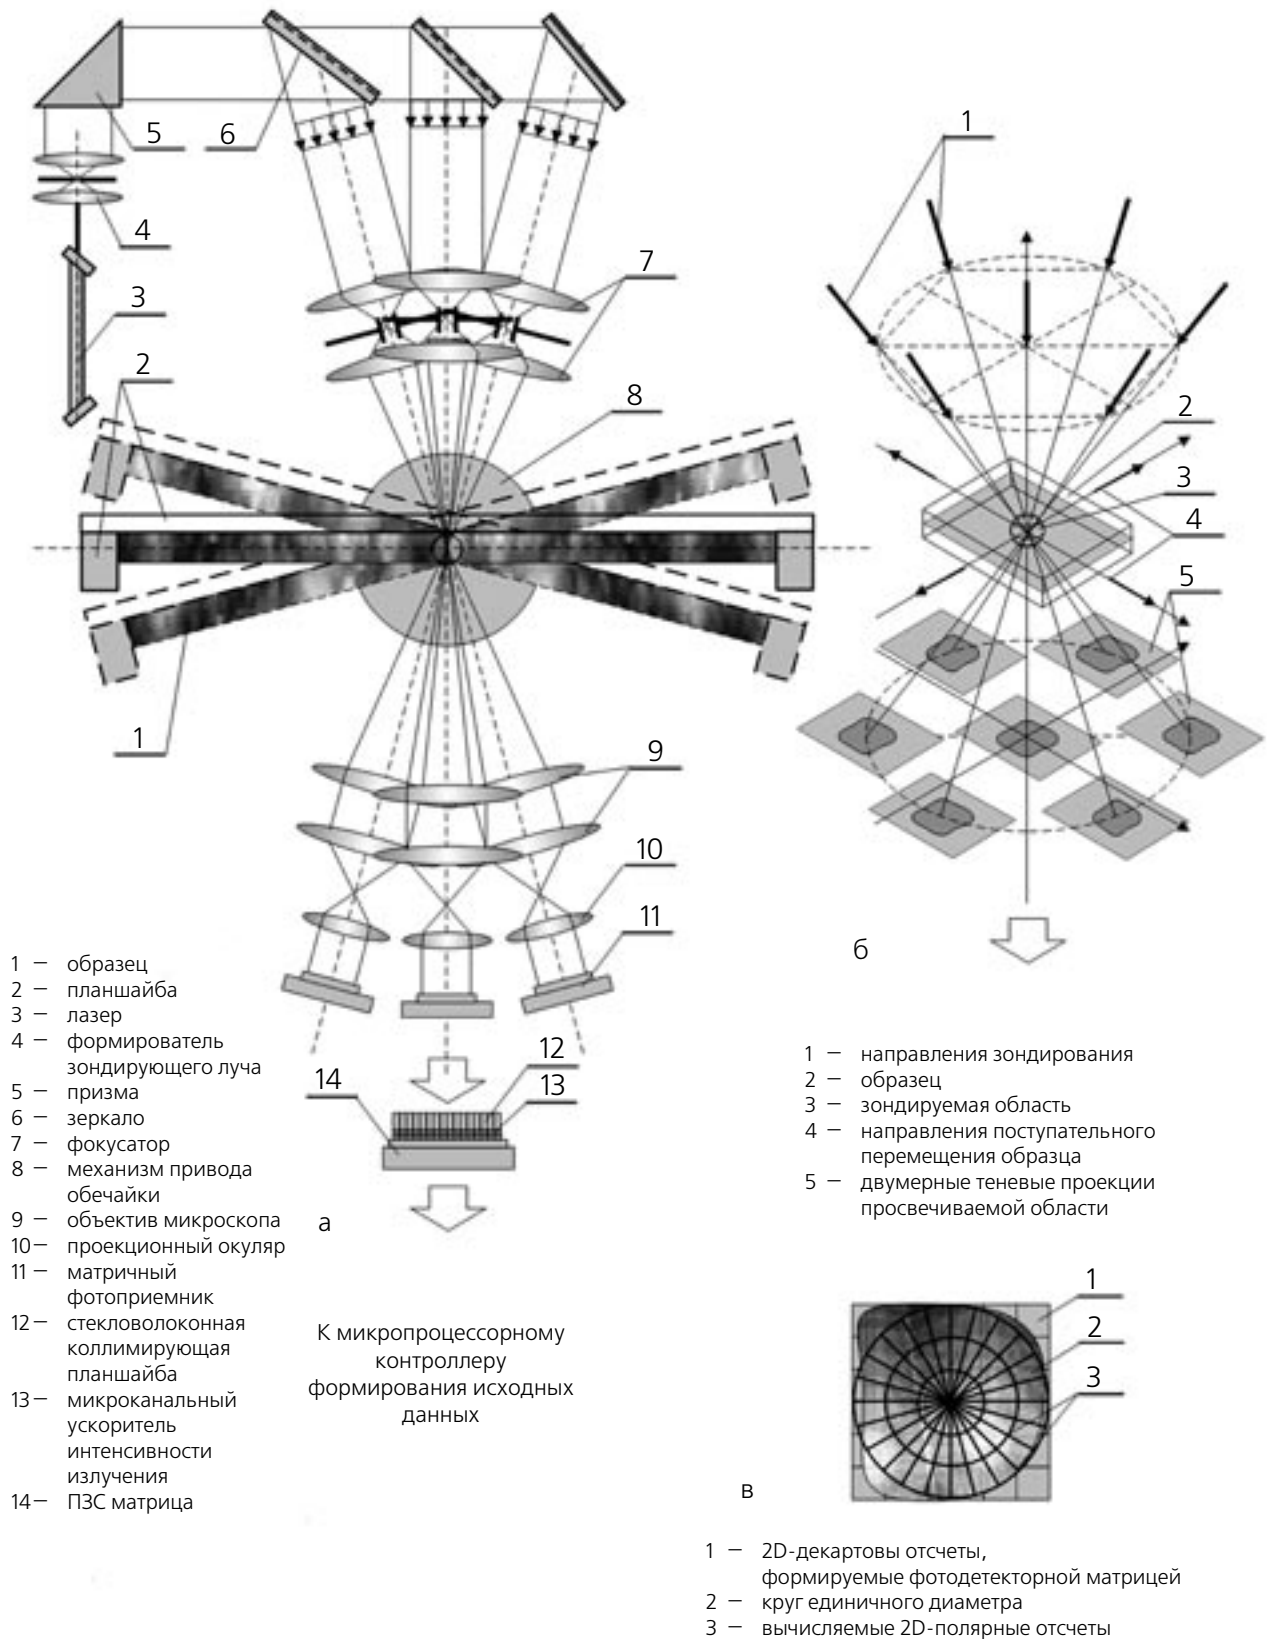 5
6
4
3
2
7
8
1
9
10
11
12
13
14
1
2
3
4
5
б
1 — образец
2 — планшайба
3 — лазер
4 — формирователь
зондирующего луча
5 — призма
6 — зеркало
7 — фокусатор
8 — механизм привода
обечайки
9 — объектив микроскопа
10 — проекционный окуляр
11 — матричный
фотоприемник
12 — стекловолоконная
коллимирующая
планшайба
13 — микроканальный
ускоритель
интенсивности
излучения
14 — ПЗС матрица
а
К микропроцессорному
контроллеру
формирования исходных
данных
1 — направления зондирования
2 — образец
3 — зондируемая область
4 — направления поступательного
перемещения образца
5 — двумерные теневые проекции
просвечиваемой области
1
2
3
в
1 — 2D-декартовы отсчеты,
формируемые фотодетекторной матрицей
2 — круг единичного диаметра
3 — вычисляемые 2D-полярные отсчеты